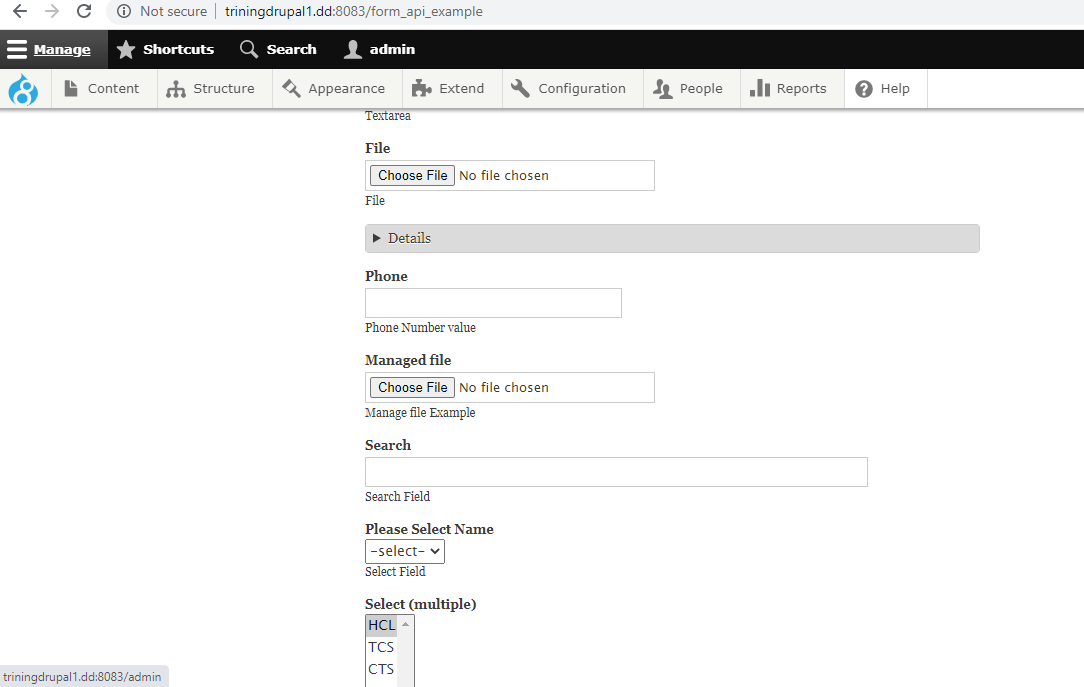 Not secure | triningdrupal1.dd:8083/form_api_example
Manage Shortcuts Search admin
Content Structure Appearance Extend Configuration People Reports Help
Textarea
File
Choose File No file chosen
File
Details
Phone
Phone Number value
Managed file
Choose File No file chosen
Manage file Example
Search
Search Field
Please Select Name
-select-
Select Field
Select (multiple)
HCL
TCS
CTS
triningdrupal1.dd:8083/admin